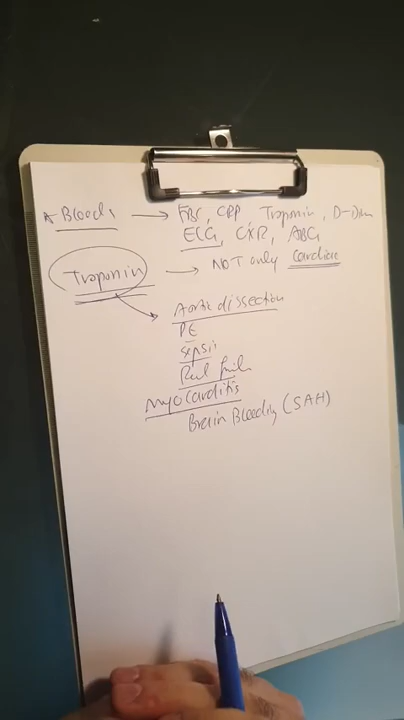 Bloods → FBC, CRP Troponin, D-Dim
ECG, CXR, ABG
Troponin → NOT only Cardiac
Aortic dissection
PE
Sepsis
Renal failure
Myocarditis
Brain Bleeding (SAH)